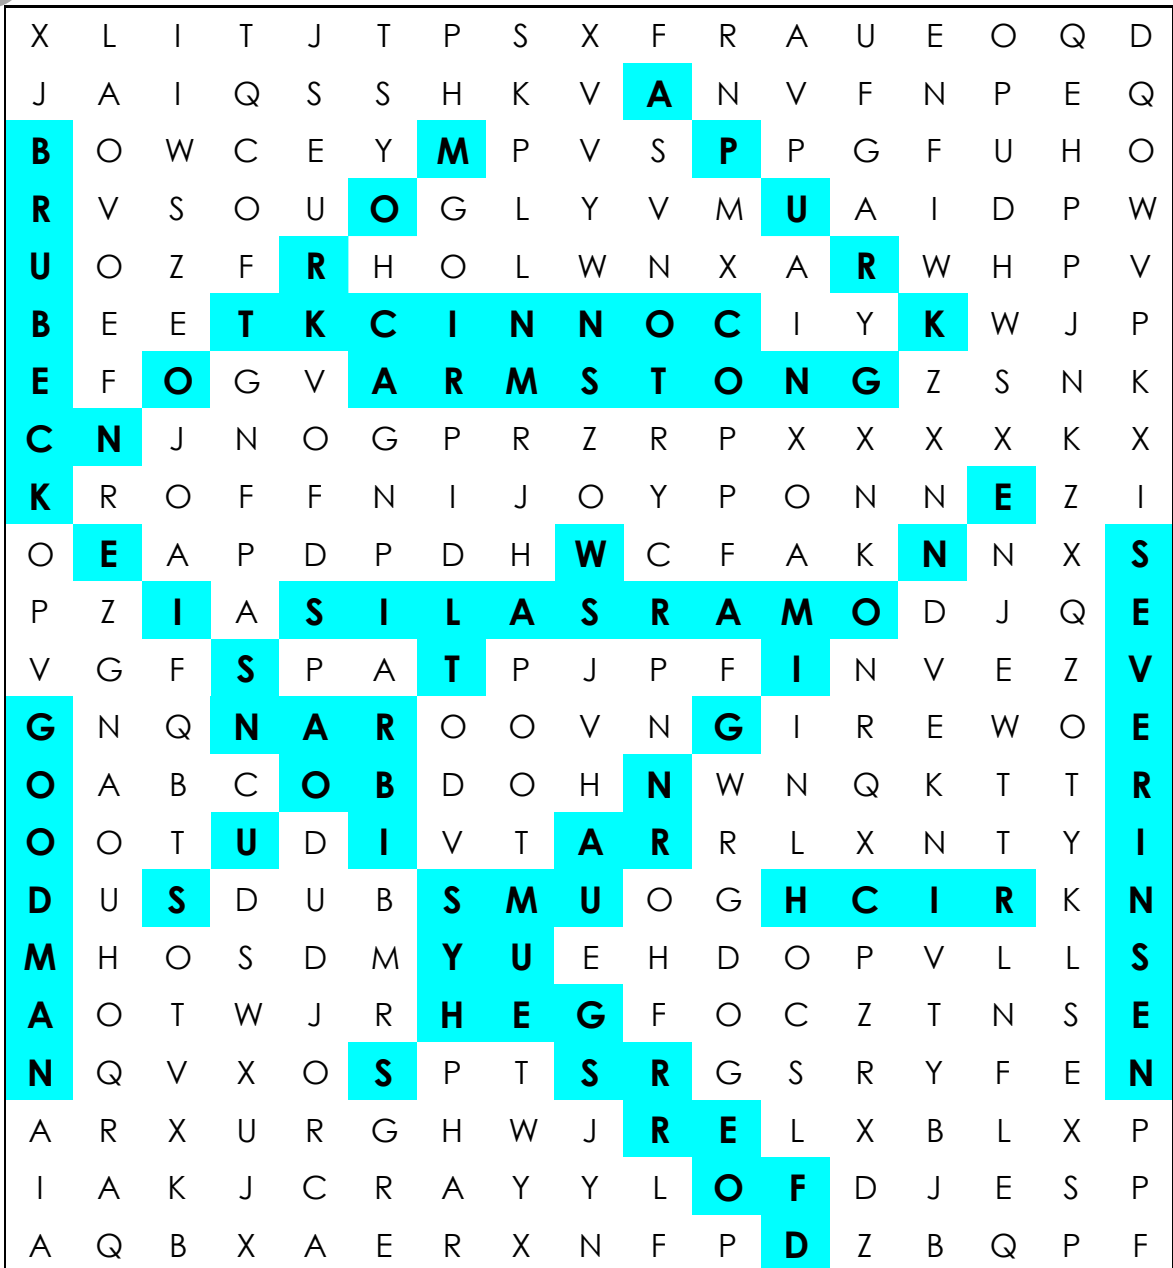 X L I T J T P S X F R A U E O Q D
J A I Q S S H K V A N V F N P E Q
B O W C E Y M P V S P P G F U H O
R V S O U O G L Y V M U A I D P W
U O Z F R H O L W N X A R W H P V
B E E T K C I N N O C I Y K W J P
E F O G V A R M S T O N G Z S N K
C N J N O G P R Z R P X X X X K X
K R O F F N I J O Y P O N N E Z I
O E A P D P D H W C F A K N N X S
P Z I A S I L A S R A M O D J Q E
V G F S P A T P J P F I N V E Z V
G N Q N A R O O V N G I R E W O E
O A B C O B D O H N W N Q K T T R
O O T U D I V T A R R L X N T Y I
D U S D U B S M U O G H C I R K N
M H O S D M Y U E H D O P V L L S
A O T W J R H E G F O C Z T N S E
N Q V X O S P T S R G S R Y F E N
A R X U R G H W J R E L X B L X P
I A K J C R A Y Y L O F D J E S P
A Q B X A E R X N F P D Z B Q P F